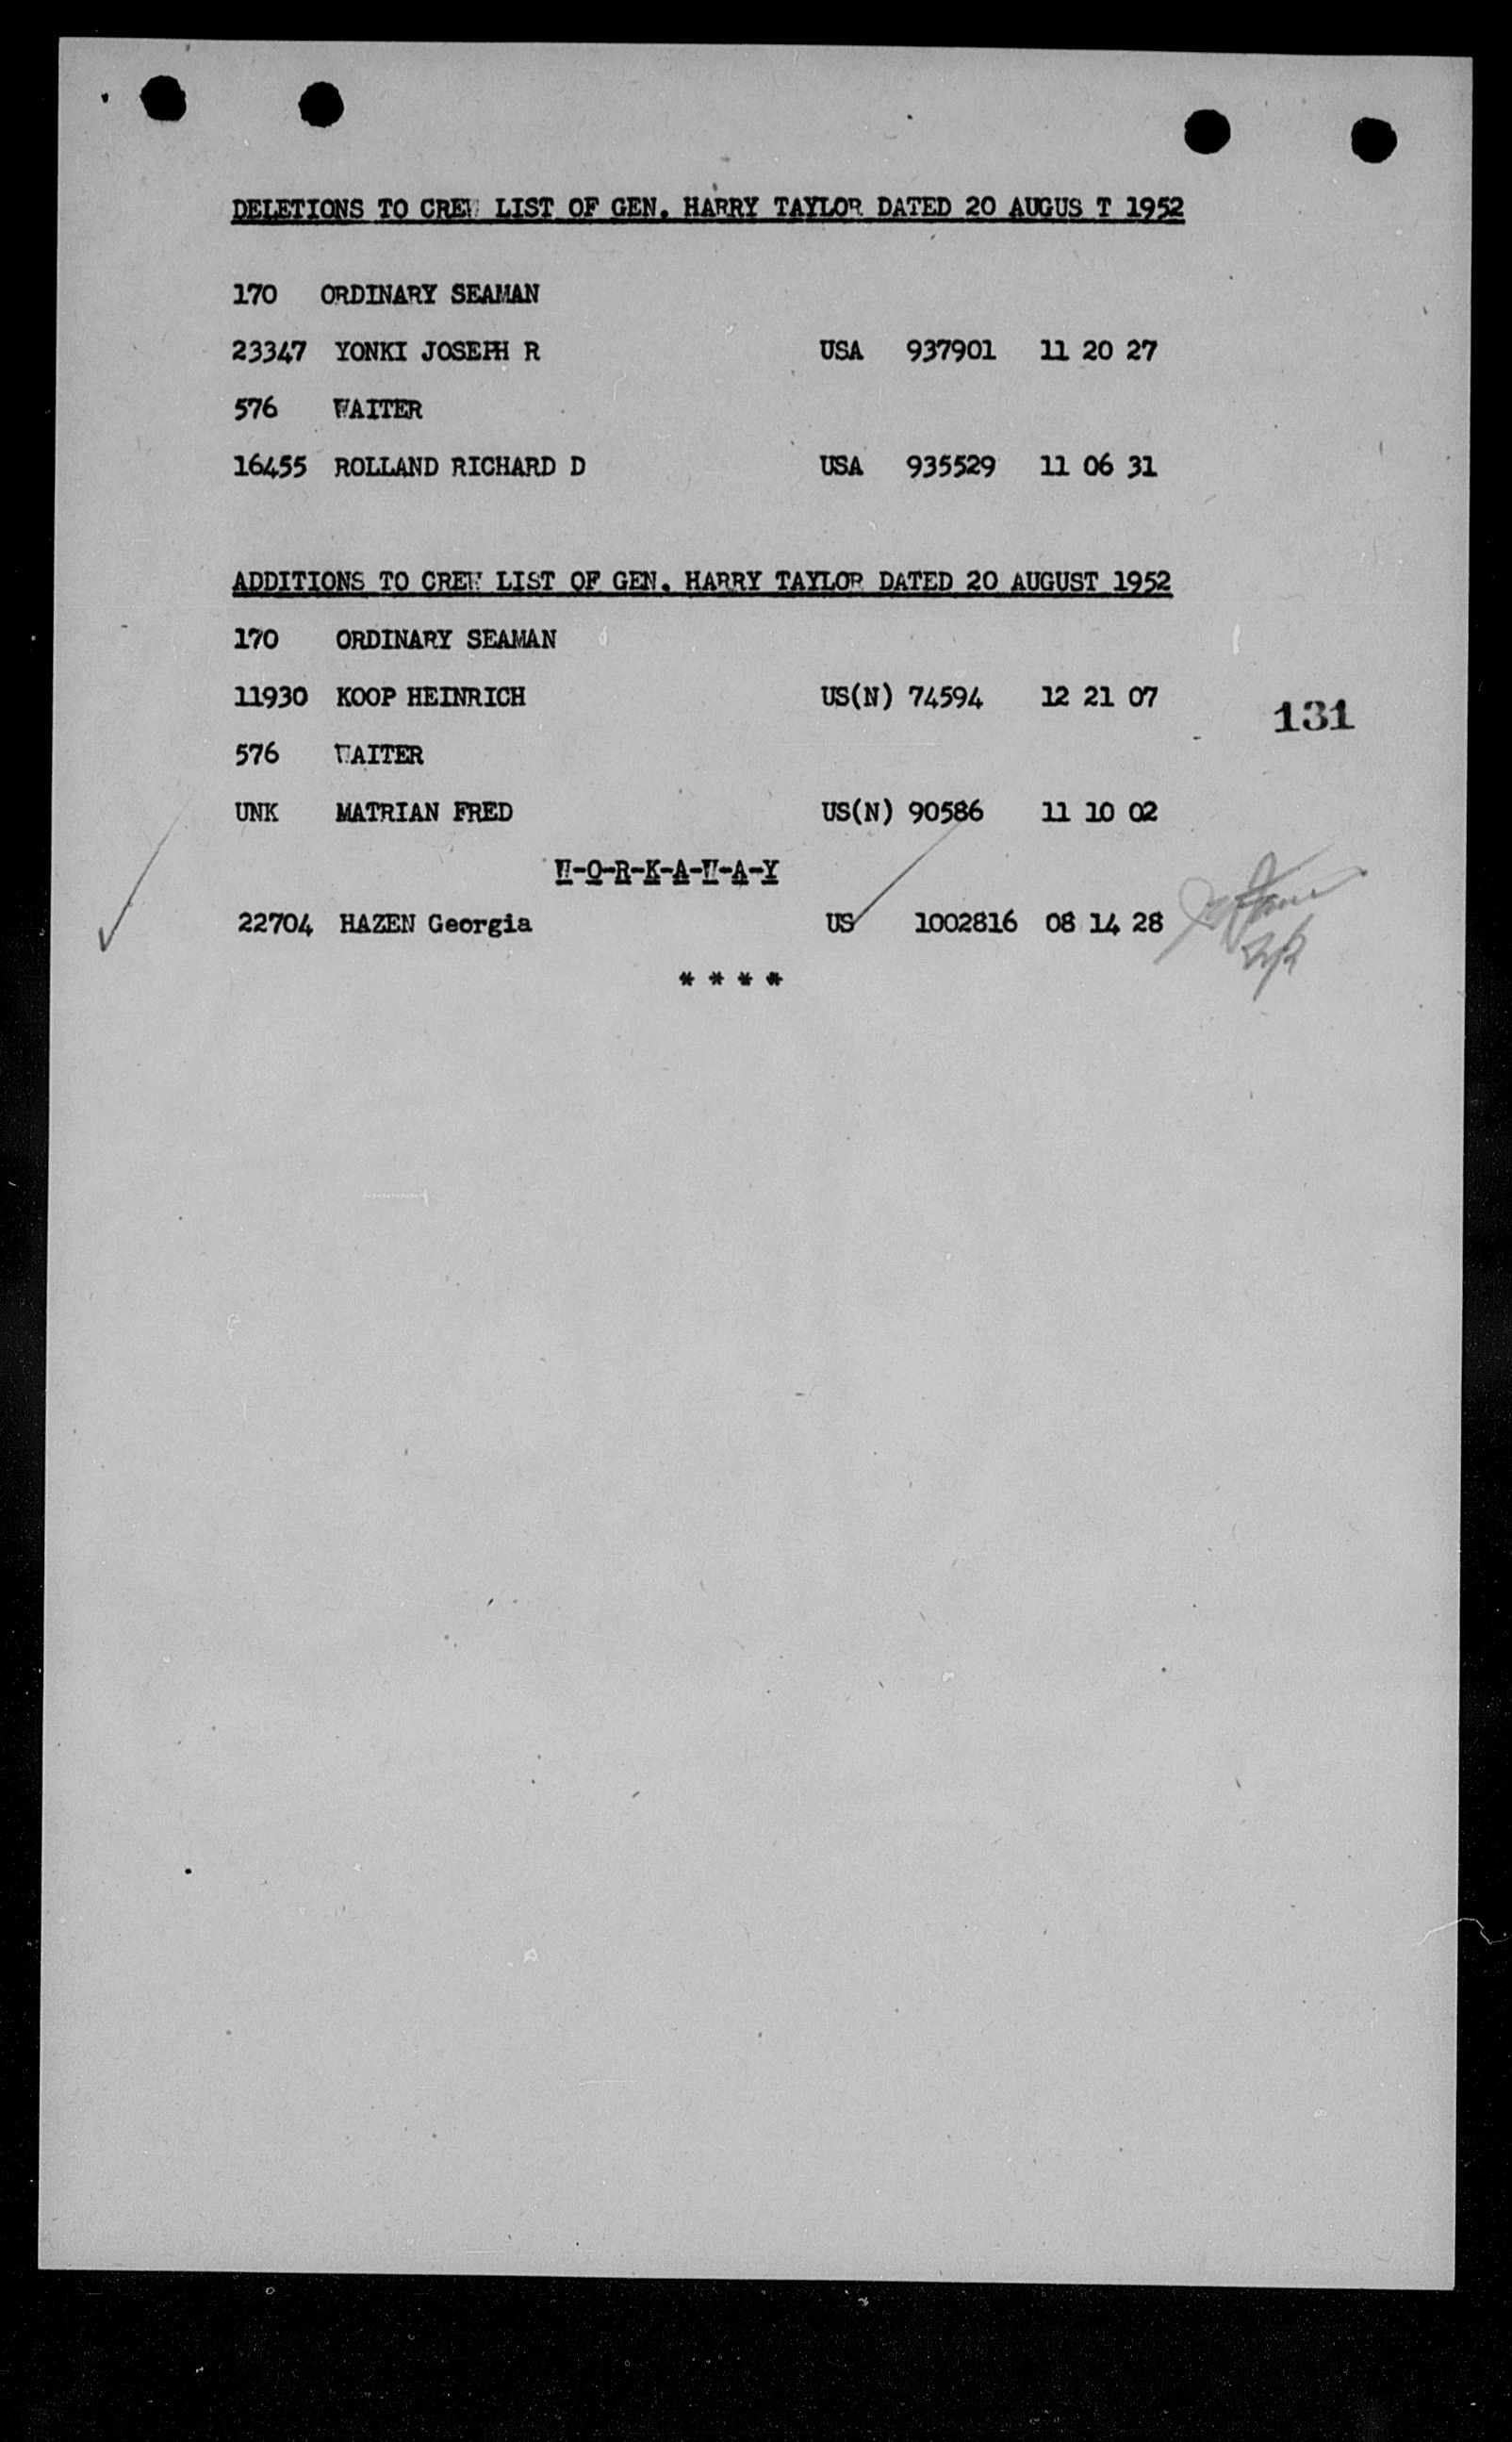 DELETIONS TO CREW LIST OF GEN. HARRY TAYLOR DATED 20 AUGUS T 1952
170 ORDINARY SEAMAN
23347 YONKI JOSEPH R USA 937901 11 20 27
576 WAITER
16455 ROLLAND RICHARD D USA 935529 11 06 31
ADDITIONS TO CREW LIST OF GEN. HARRY TAYLOR DATED 20 AUGUST 1952
170 ORDINARY SEAMAN
11930 KOOP HEINRICH US(N) 74594 12 21 07
131
576 WAITER
UNK MATRIAN FRED US(N) 90586 11 10 02
W-O-R-K-A-W-A-Y
22704 HAZEN Georgia US 1002816 08 14 28
* * * *